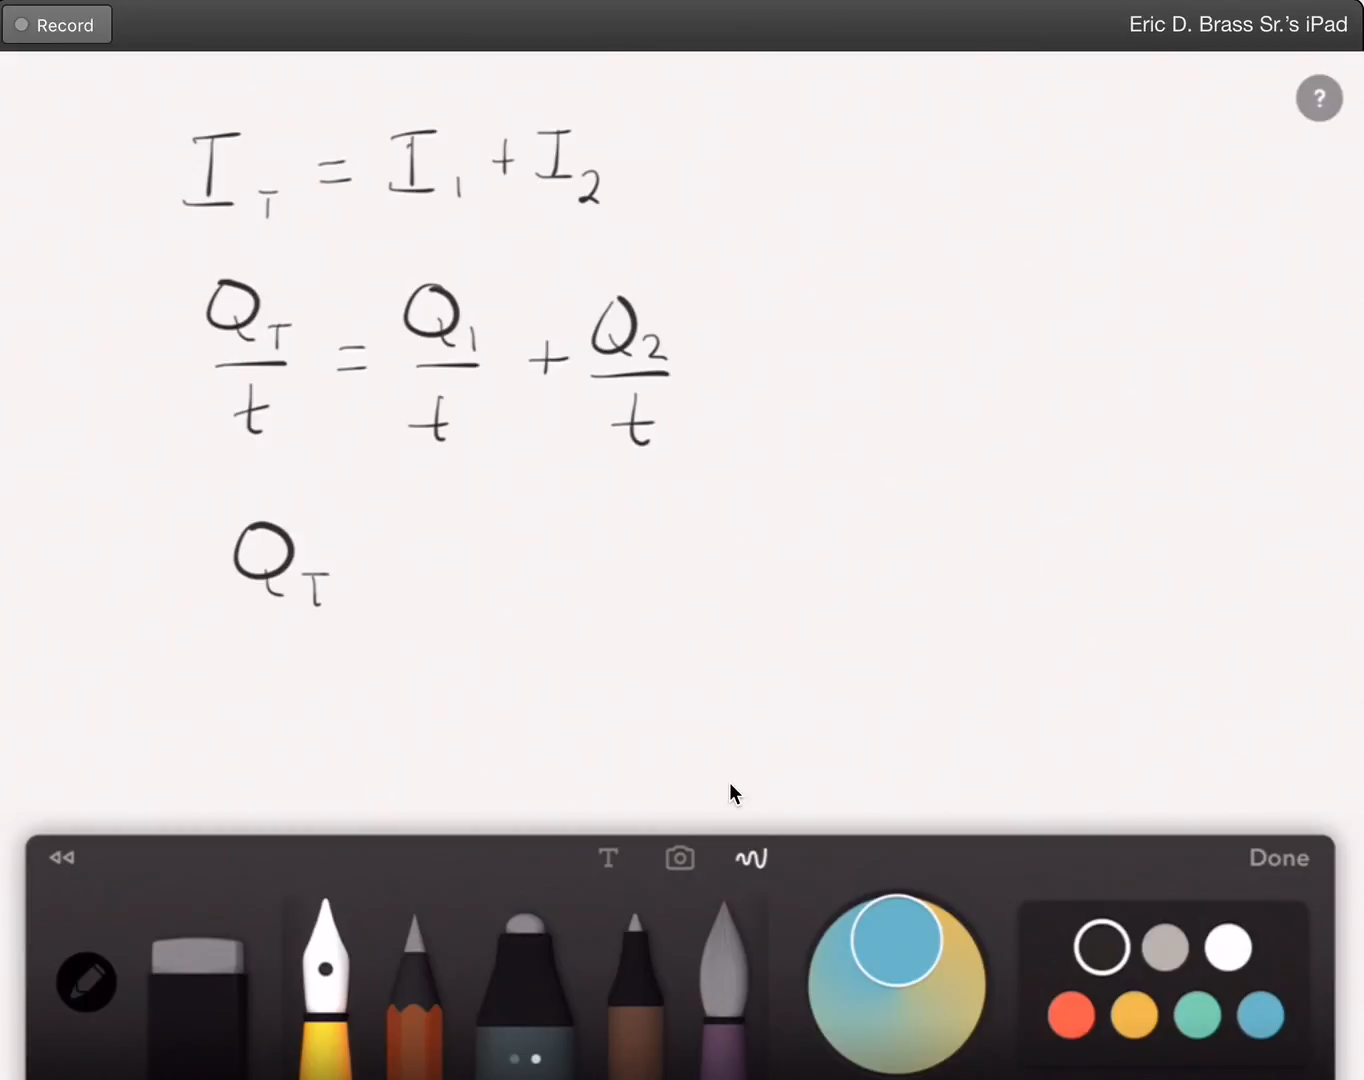 Record
Eric D. Brass Sr.'s iPad
?
I_T = I_1 + I_2
Q_T/t = Q_1/t + Q_2/t
Q_T
T
Done